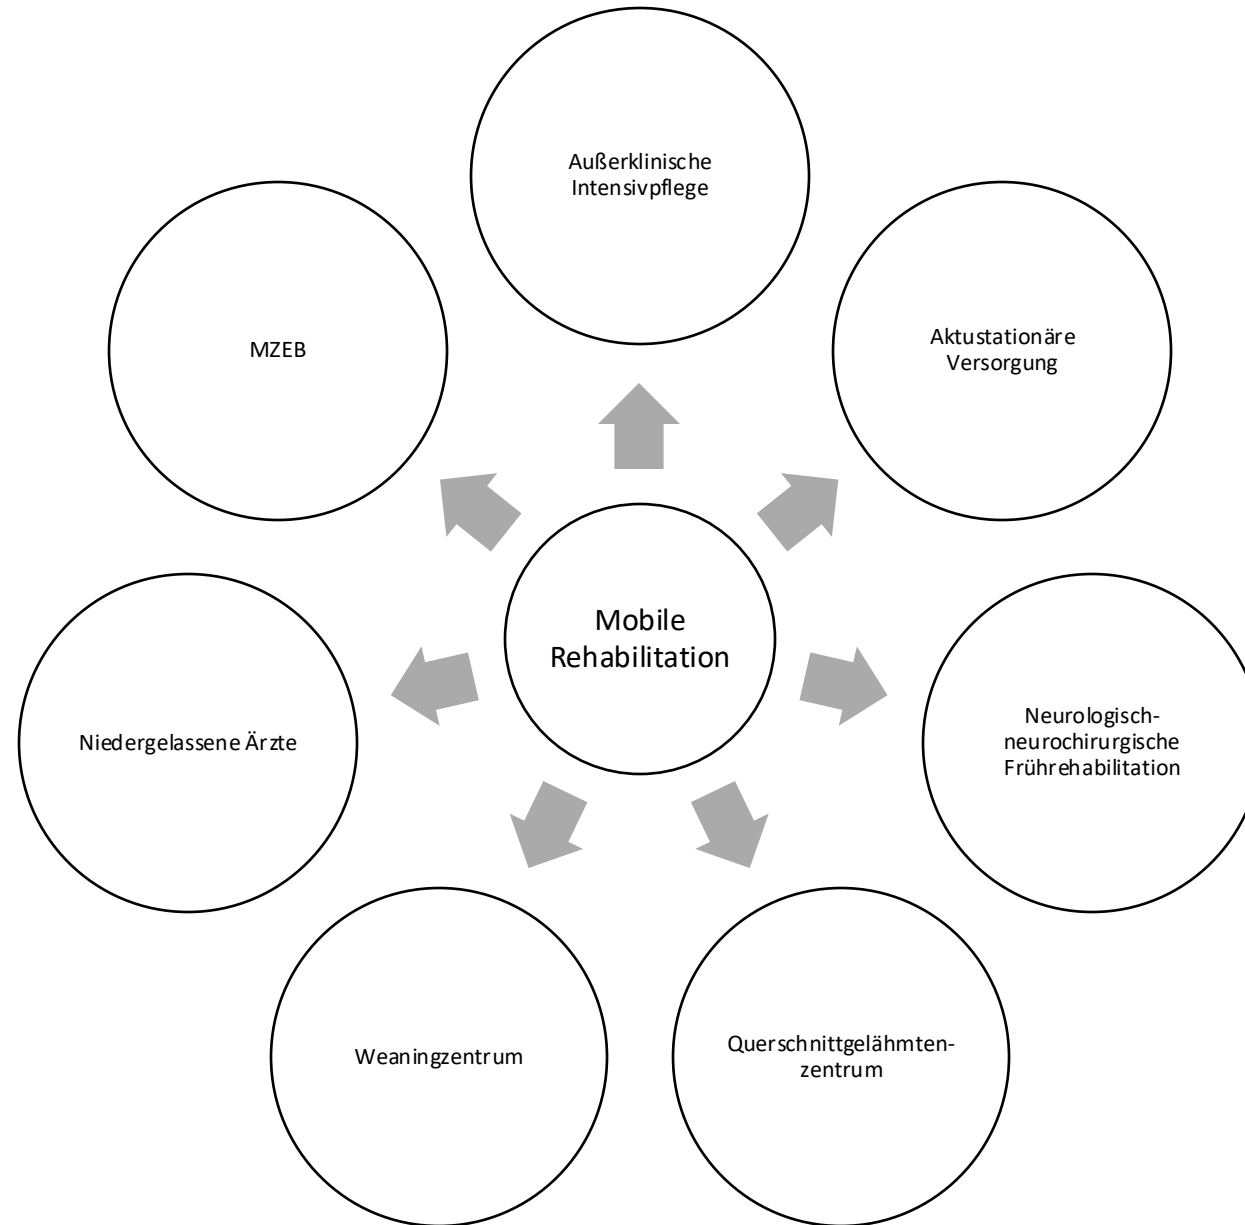 Außerklinische
Intensivpflege
MZEB
Aktustationäre
Versorgung
Mobile
Rehabilitation
Niedergelassene Ärzte
Neurologisch-
neurochirurgische
Frührehabilitation
Weaningzentrum
Querschnittgelähmten-
zentrum